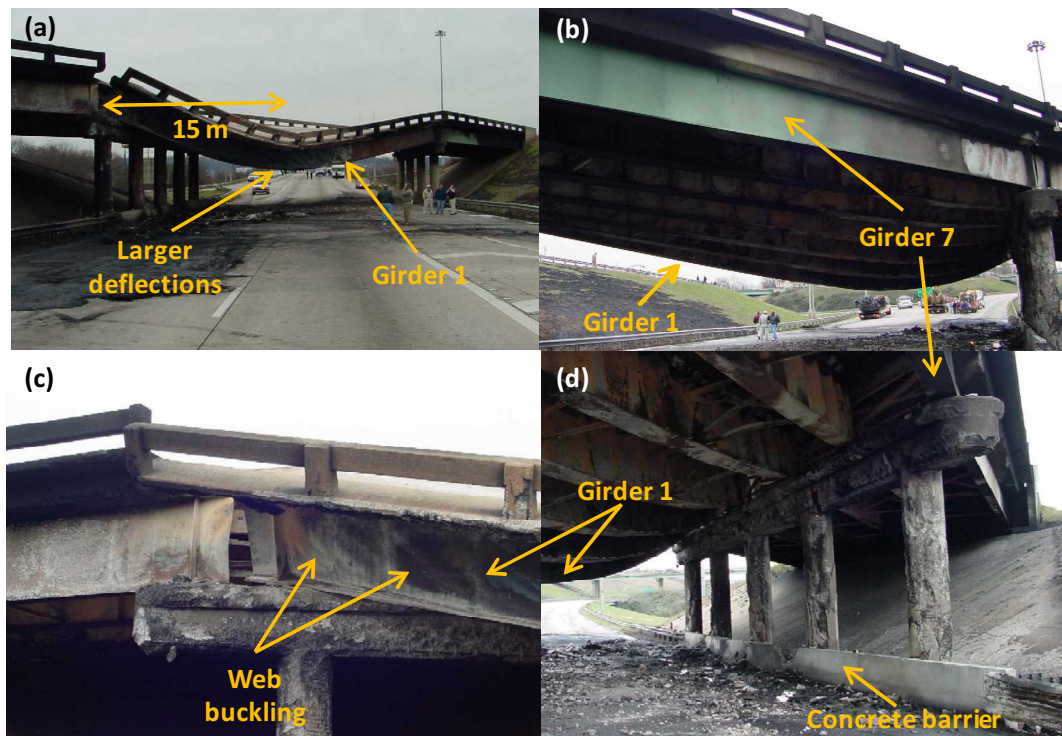 (a)
15 m
Larger
deflections
Girder 1
(b)
Girder 7
Girder 1
(c)
Girder 1
Web
buckling
(d)
Concrete barrier